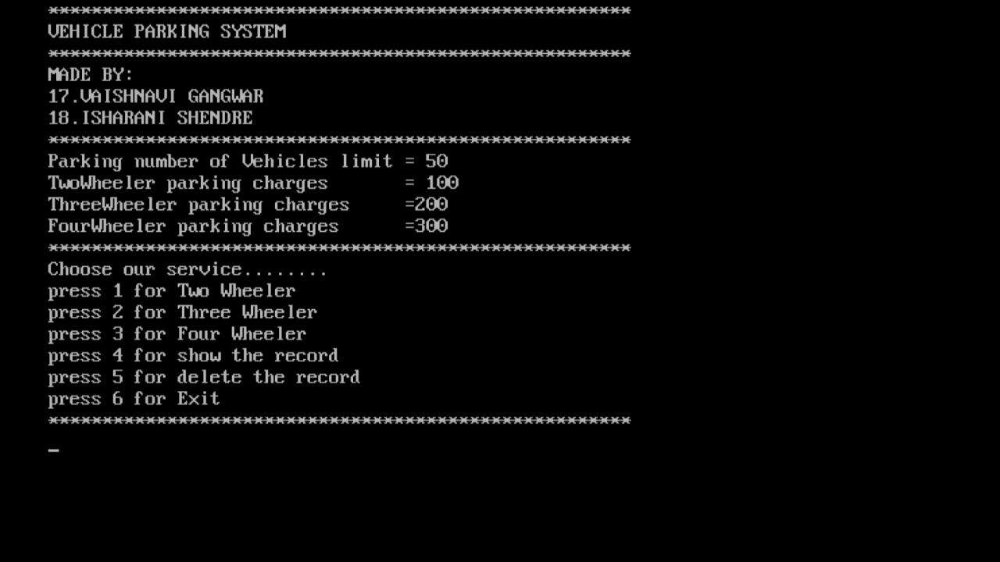 ******************************************************
VEHICLE PARKING SYSTEM
******************************************************
MADE BY:
17.VAISHNAVI GANGWAR
18.ISHARANI SHENDRE
******************************************************
Parking number of Vehicles limit = 50
TwoWheeler parking charges       = 100
ThreeWheeler parking charges     =200
FourWheeler parking charges      =300
******************************************************
Choose our service........
press 1 for Two Wheeler
press 2 for Three Wheeler
press 3 for Four Wheeler
press 4 for show the record
press 5 for delete the record
press 6 for Exit
******************************************************
_